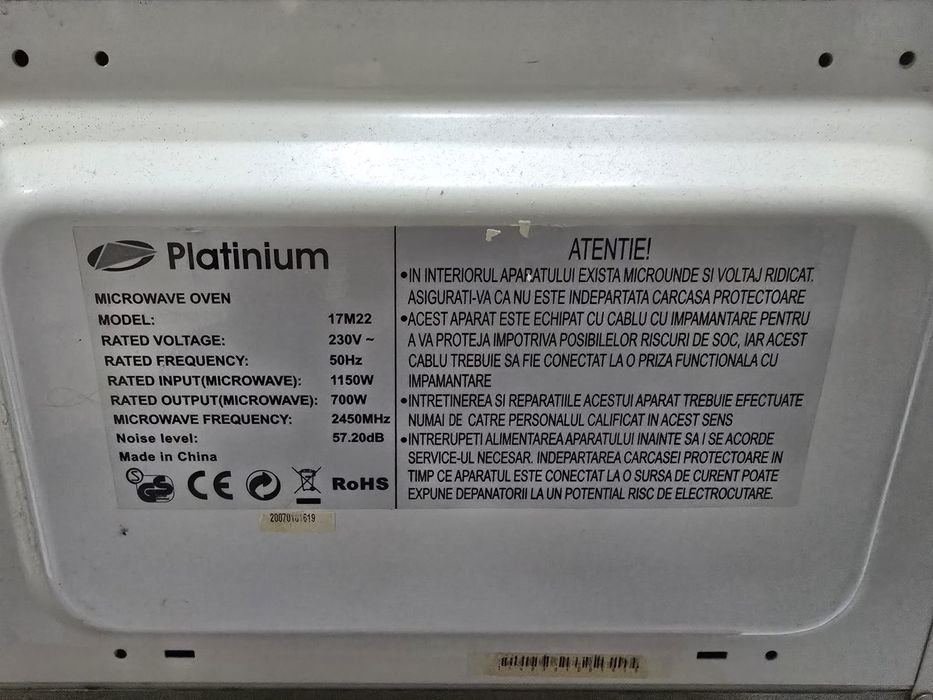 Platinium
MICROWAVE OVEN
MODEL: 17M22
RATED VOLTAGE: 230V ~
RATED FREQUENCY: 50Hz
RATED INPUT(MICROWAVE): 1150W
RATED OUTPUT(MICROWAVE): 700W
MICROWAVE FREQUENCY: 2450MHz
Noise level: 57.20dB
Made in China
S GS CE RoHS
ATENTIE!
•IN INTERIORUL APARATULUI EXISTA MICROUNDE SI VOLTAJ RIDICAT.
ASIGURATI-VA CA NU ESTE INDEPARTATA CARCASA PROTECTOARE
•ACEST APARAT ESTE ECHIPAT CU CABLU CU IMPAMANTARE PENTRU
A VA PROTEJA IMPOTRIVA POSIBILELOR RISCURI DE SOC, IAR ACEST
CABLU TREBUIE SA FIE CONECTAT LA O PRIZA FUNCTIONALA CU
IMPAMANTARE
•INTRETINEREA SI REPARATIILE ACESTUI APARAT TREBUIE EFECTUATE
NUMAI DE CATRE PERSONALUL CALIFICAT IN ACEST SENS
•INTRERUPETI ALIMENTAREA APARATULUI INAINTE SA I SE ACORDE
SERVICE-UL NECESAR. INDEPARTAREA CARCASEI PROTECTOARE IN
TIMP CE APARATUL ESTE CONECTAT LA O SURSA DE CURENT POATE
EXPUNE DEPANATORII LA UN POTENTIAL RISC DE ELECTROCUTARE.